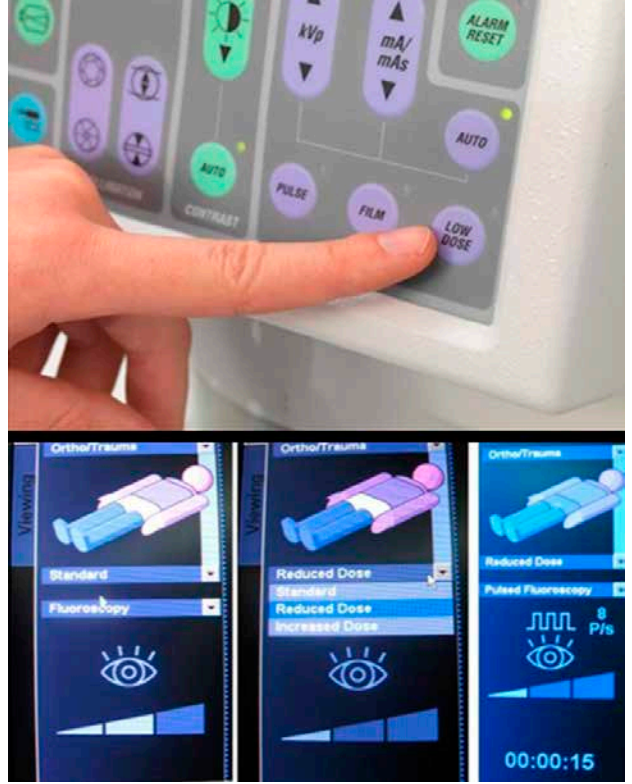 kVp
mA/
mAs
ALARM
RESET
AUTO
AUTO
CONTRAST
PULSE
FILM
LOW
DOSE
Viewing
Ortho/Trauma
Standard
Fluoroscopy
Viewing
Ortho/Trauma
Reduced Dose
Standard
Reduced Dose
Increased Dose
Ortho/Trauma
Reduced Dose
Pulsed Fluoroscopy
8
P/s
00:00:15